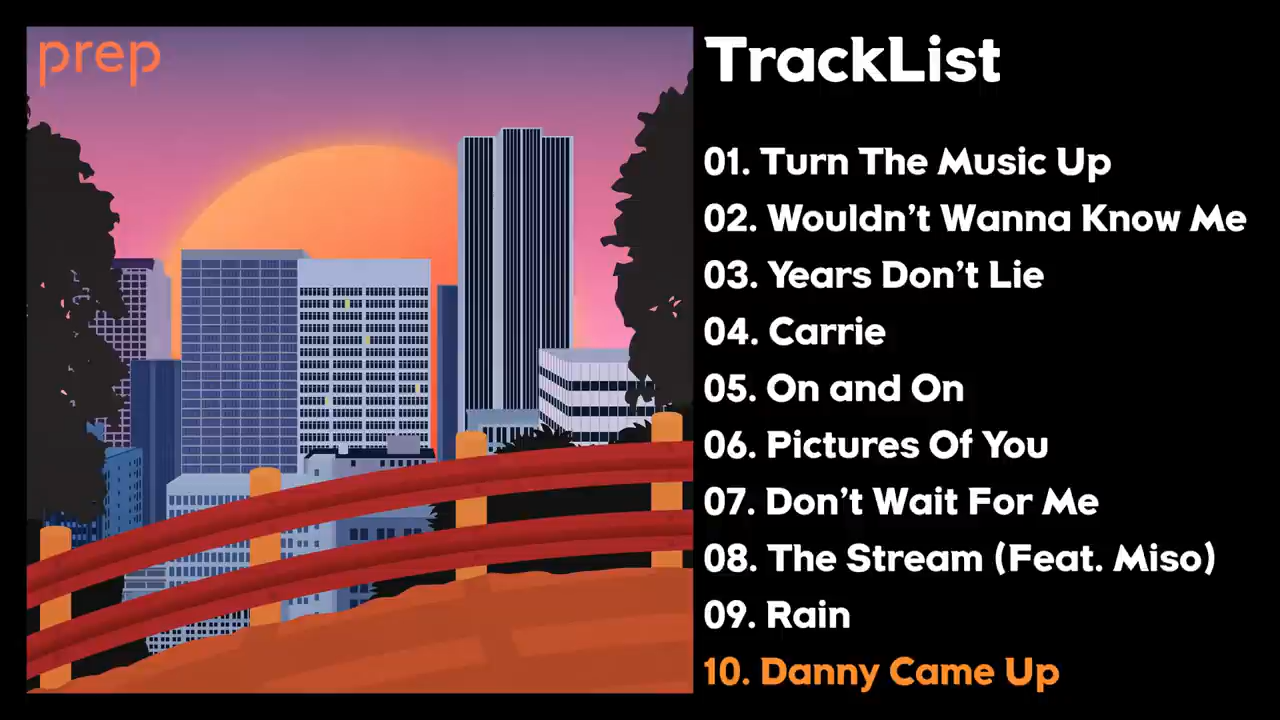 prep
TrackList
01. Turn The Music Up
02. Wouldn't Wanna Know Me
03. Years Don't Lie
04. Carrie
05. On and On
06. Pictures Of You
07. Don't Wait For Me
08. The Stream (Feat. Miso)
09. Rain
10. Danny Came Up